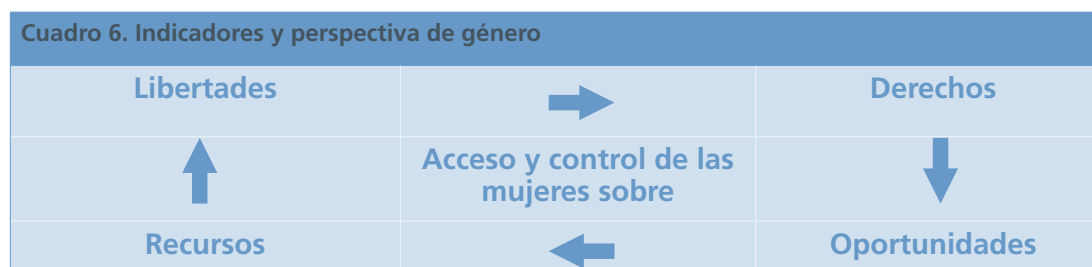 Cuadro 6. Indicadores y perspectiva de género
Libertades
Derechos
Acceso y control de las
mujeres sobre
Recursos
Oportunidades